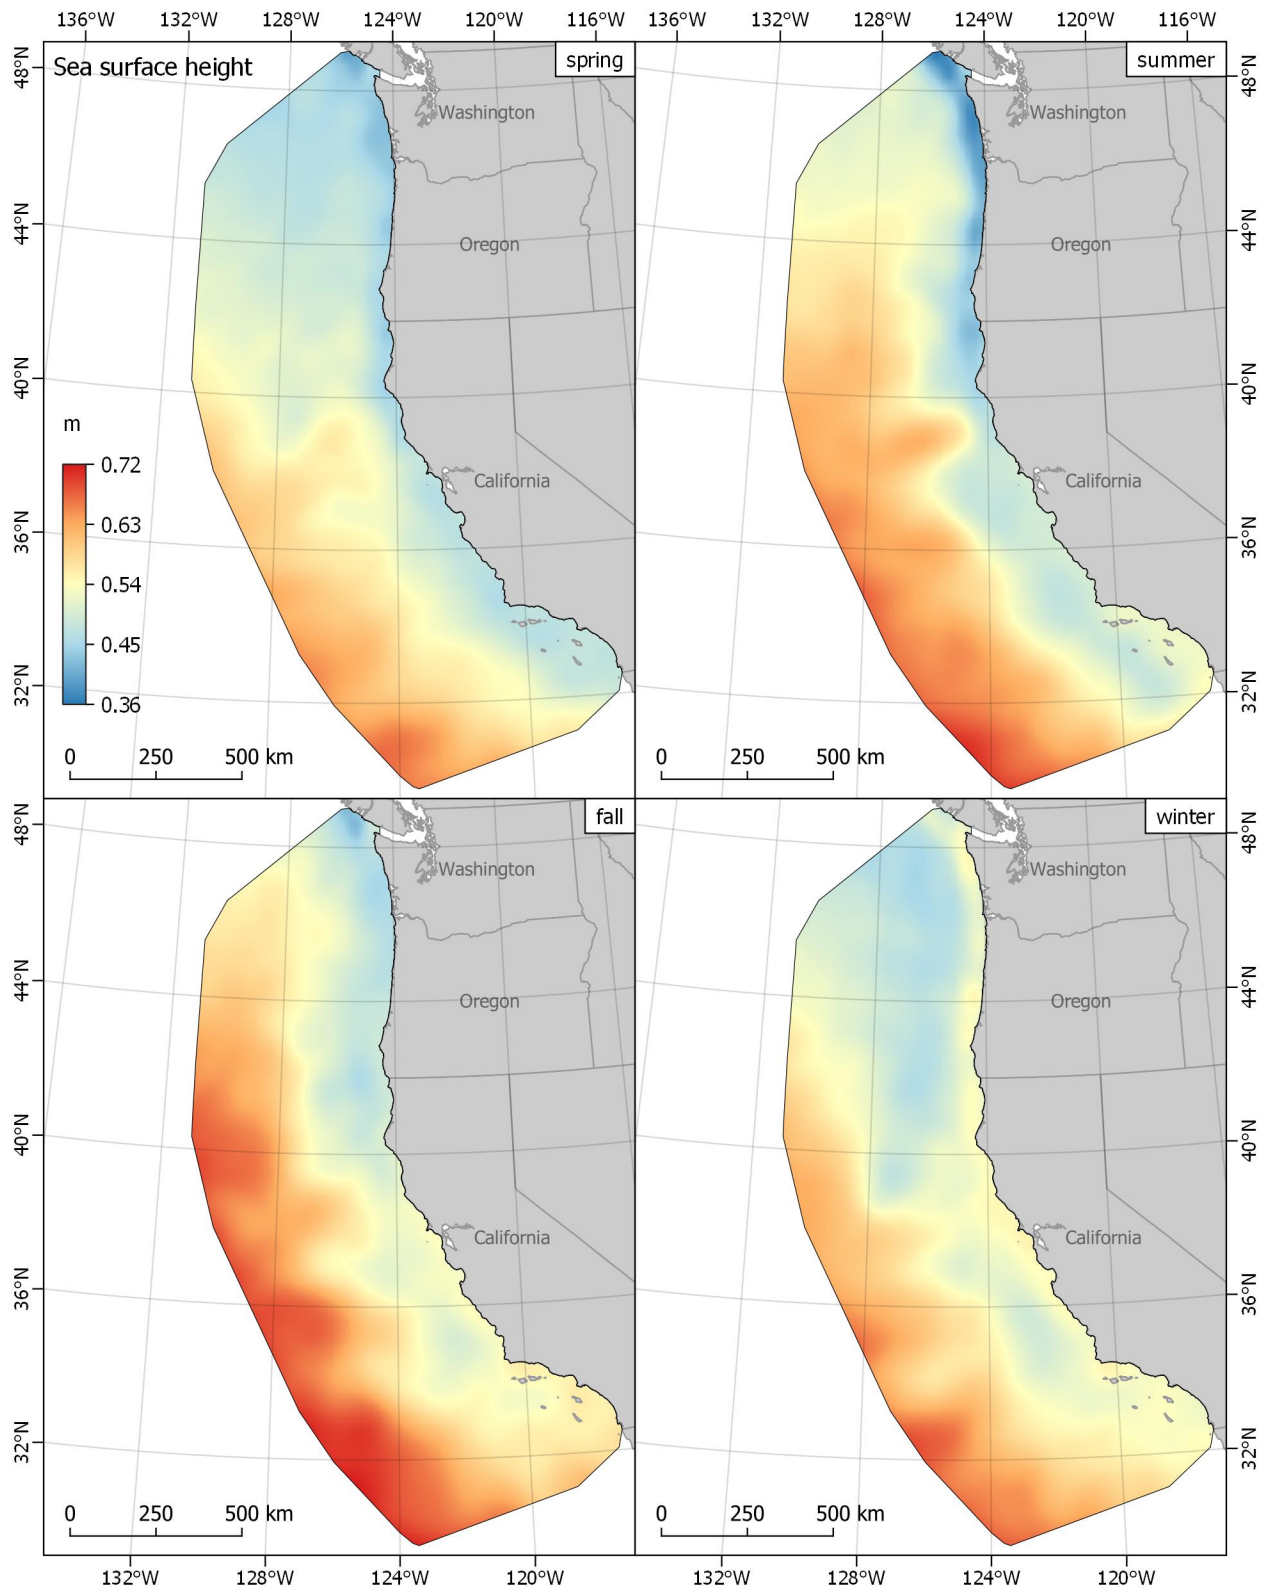 136°W 132°W 128°W 124°W 120°W 116°W 136°W 132°W 128°W 124°W 120°W 116°W
Sea surface height
spring
summer
48°N
48°N
Washington
Washington
44°N
44°N
Oregon
Oregon
40°N
40°N
m
0.72
0.63
0.54
0.45
0.36
California
California
36°N
36°N
32°N
32°N
0 250 500 km
0 250 500 km
fall
winter
48°N
48°N
Washington
Washington
44°N
44°N
Oregon
Oregon
40°N
40°N
California
California
36°N
36°N
32°N
32°N
0 250 500 km
0 250 500 km
132°W 128°W 124°W 120°W 132°W 128°W 124°W 120°W